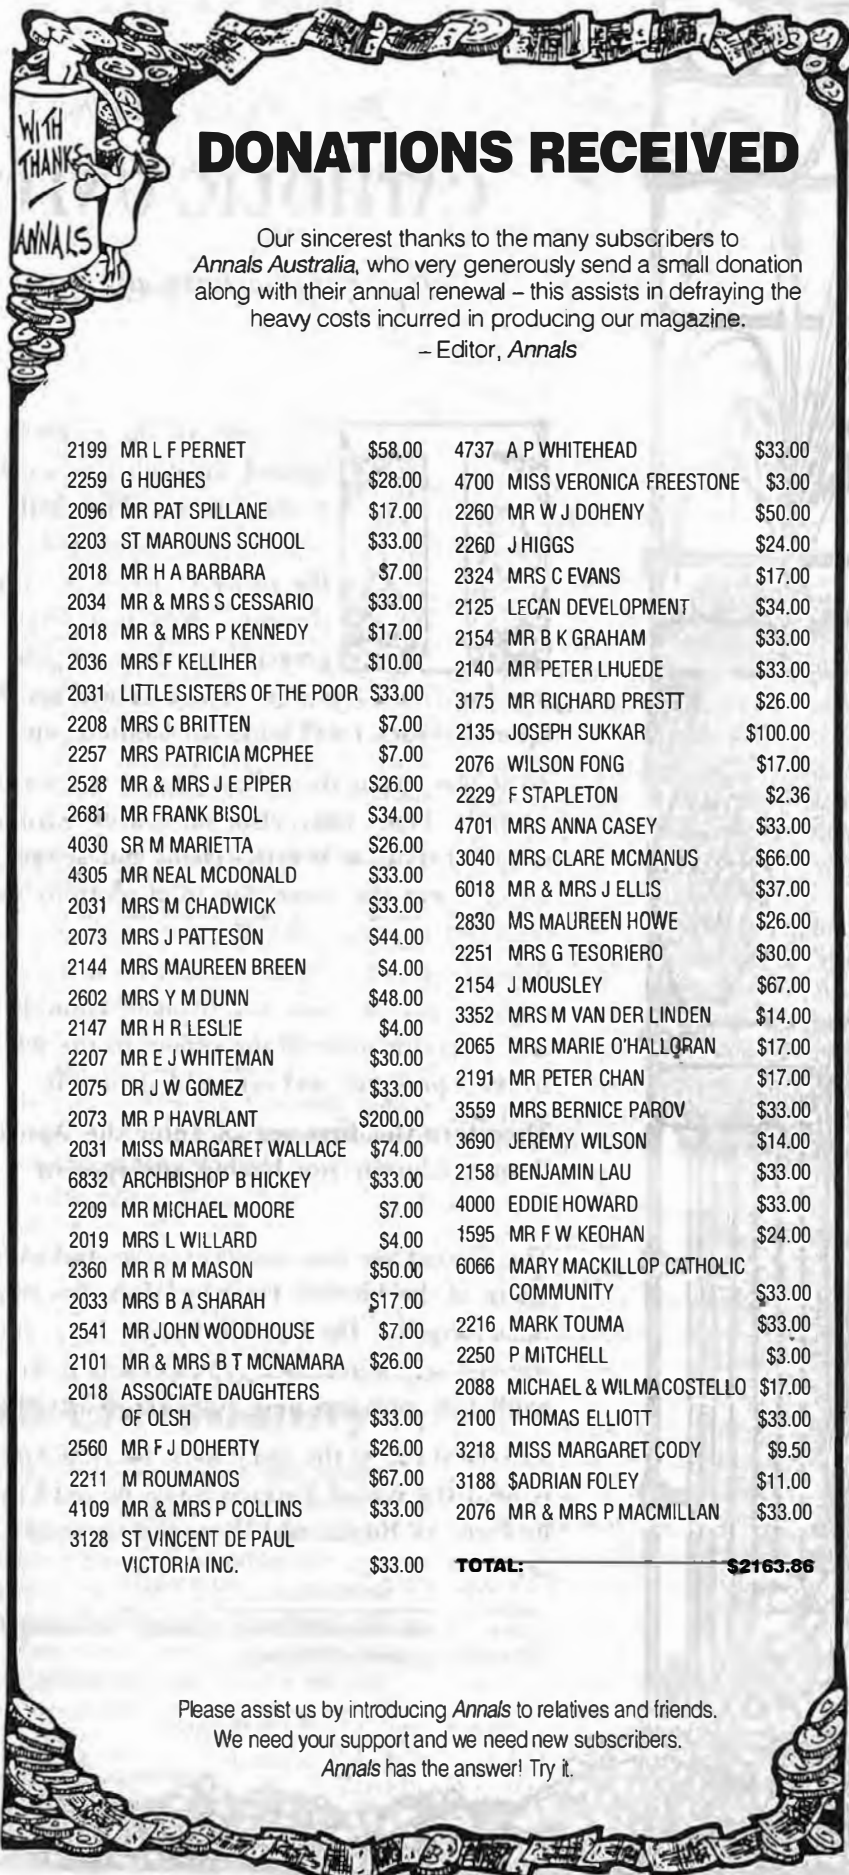 WITH
THANKS
ANNALS
DONATIONS RECEIVED
Our sincerest thanks to the many subscribers to
Annals Australia, who very generously send a small donation
along with their annual renewal – this assists in defraying the
heavy costs incurred in producing our magazine.
– Editor, Annals
2199 MR L F PERNET $58.00
2259 G HUGHES $28.00
2096 MR PAT SPILLANE $17.00
2203 ST MAROUNS SCHOOL $33.00
2018 MR H A BARBARA $7.00
2034 MR & MRS S CESSARIO $33.00
2018 MR & MRS P KENNEDY $17.00
2036 MRS F KELLIHER $10.00
2031 LITTLE SISTERS OF THE POOR $33.00
2208 MRS C BRITTEN $7.00
2257 MRS PATRICIA MCPHEE $7.00
2528 MR & MRS J E PIPER $26.00
2681 MR FRANK BISOL $34.00
4030 SR M MARIETTA $26.00
4305 MR NEAL MCDONALD $33.00
2031 MRS M CHADWICK $33.00
2073 MRS J PATTESON $44.00
2144 MRS MAUREEN BREEN $4.00
2602 MRS Y M DUNN $48.00
2147 MR H R LESLIE $4.00
2207 MR E J WHITEMAN $30.00
2075 DR J W GOMEZ $33.00
2073 MR P HAVRLANT $200.00
2031 MISS MARGARET WALLACE $74.00
6832 ARCHBISHOP B HICKEY $33.00
2209 MR MICHAEL MOORE $7.00
2019 MRS L WILLARD $4.00
2360 MR R M MASON $50.00
2033 MRS B A SHARAH $17.00
2541 MR JOHN WOODHOUSE $7.00
2101 MR & MRS B T MCNAMARA $26.00
2018 ASSOCIATE DAUGHTERS
OF OLSH $33.00
2560 MR F J DOHERTY $26.00
2211 M ROUMANOS $67.00
4109 MR & MRS P COLLINS $33.00
3128 ST VINCENT DE PAUL
VICTORIA INC. $33.00
4737 A P WHITEHEAD $33.00
4700 MISS VERONICA FREESTONE $3.00
2260 MR W J DOHENY $50.00
2260 J HIGGS $24.00
2324 MRS C EVANS $17.00
2125 LECAN DEVELOPMENT $34.00
2154 MR B K GRAHAM $33.00
2140 MR PETER LHUEDE $33.00
3175 MR RICHARD PRESTT $26.00
2135 JOSEPH SUKKAR $100.00
2076 WILSON FONG $17.00
2229 F STAPLETON $2.36
4701 MRS ANNA CASEY $33.00
3040 MRS CLARE MCMANUS $66.00
6018 MR & MRS J ELLIS $37.00
2830 MS MAUREEN HOWE $26.00
2251 MRS G TESORIERO $30.00
2154 J MOUSLEY $67.00
3352 MRS M VAN DER LINDEN $14.00
2065 MRS MARIE O'HALLORAN $17.00
2191 MR PETER CHAN $17.00
3559 MRS BERNICE PAROV $33.00
3690 JEREMY WILSON $14.00
2158 BENJAMIN LAU $33.00
4000 EDDIE HOWARD $33.00
1595 MR F W KEOHAN $24.00
6066 MARY MACKILLOP CATHOLIC
COMMUNITY $33.00
2216 MARK TOUMA $33.00
2250 P MITCHELL $3.00
2088 MICHAEL & WILMA COSTELLO $17.00
2100 THOMAS ELLIOTT $33.00
3218 MISS MARGARET CODY $9.50
3188 $ADRIAN FOLEY $11.00
2076 MR & MRS P MACMILLAN $33.00
TOTAL: $2163.86
Please assist us by introducing Annals to relatives and friends.
We need your support and we need new subscribers.
Annals has the answer! Try it.